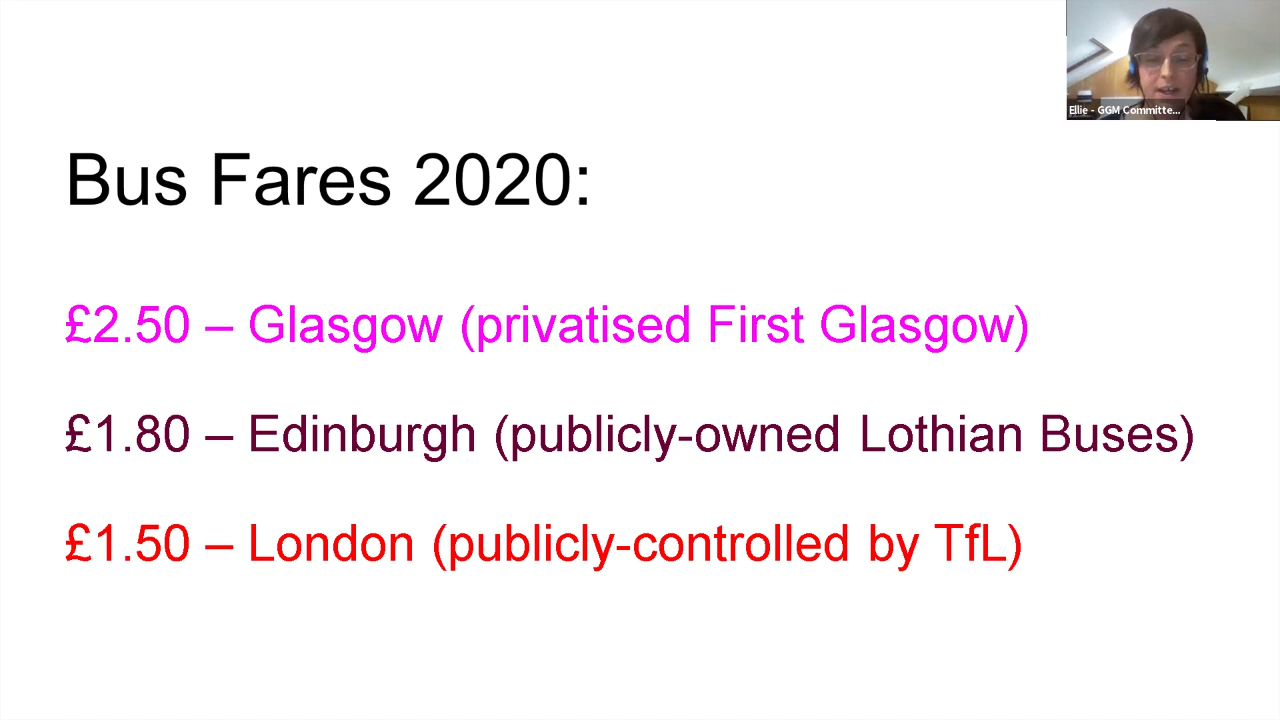 Ellie - GGM Committe...
Bus Fares 2020:
£2.50 – Glasgow (privatised First Glasgow)
£1.80 – Edinburgh (publicly-owned Lothian Buses)
£1.50 – London (publicly-controlled by TfL)